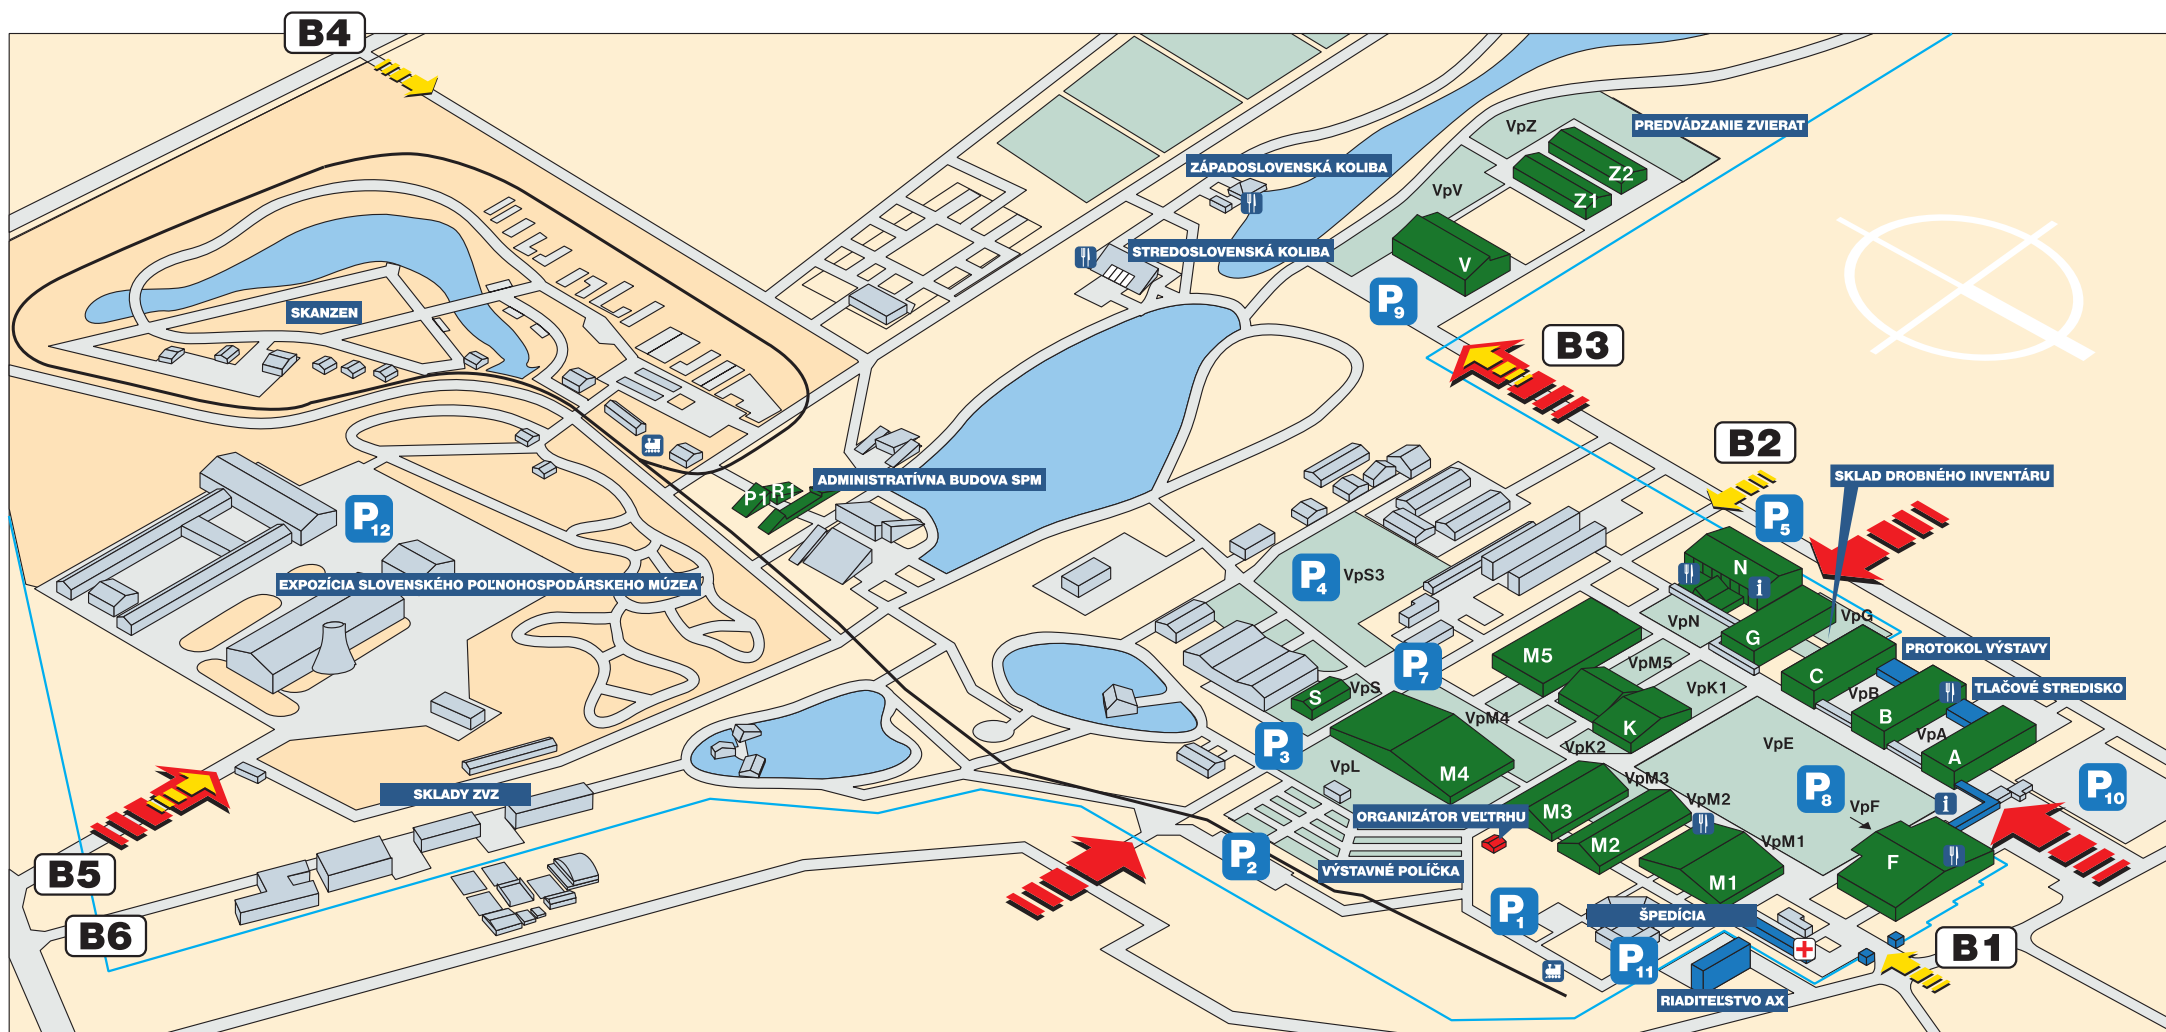 B4
PREDVÁDZANIE ZVIERAT
VpZ
ZÁPADOSLOVENSKÁ KOLIBA
Z2
VpV
Z1
STREDOSLOVENSKÁ KOLIBA
V
P9
SKANZEN
B3
B2
SKLAD DROBNÉHO INVENTÁRU
ADMINISTRATÍVNA BUDOVA SPM
P1
R1
P12
P5
N
i
P4
VpS3
EXPOZÍCIA SLOVENSKÉHO POĽNOHOSPODÁRSKEHO MÚZEA
VpG
VpN
G
PROTOKOL VÝSTAVY
M5
VpM5
P7
C
VpK1
VpS
S
TLAČOVÉ STREDISKO
VpB
B
VpM4
K
VpA
P3
VpK2
VpE
A
VpL
M4
VpM3
P8
P10
SKLADY ZVZ
VpM2
i
VpF
M3
ORGANIZÁTOR VEĽTRHU
M2
VpM1
P2
F
VÝSTAVNÉ POLÍČKA
B5
M1
P1
ŠPEDÍCIA
B6
B1
P11
RIADITEĽSTVO AX